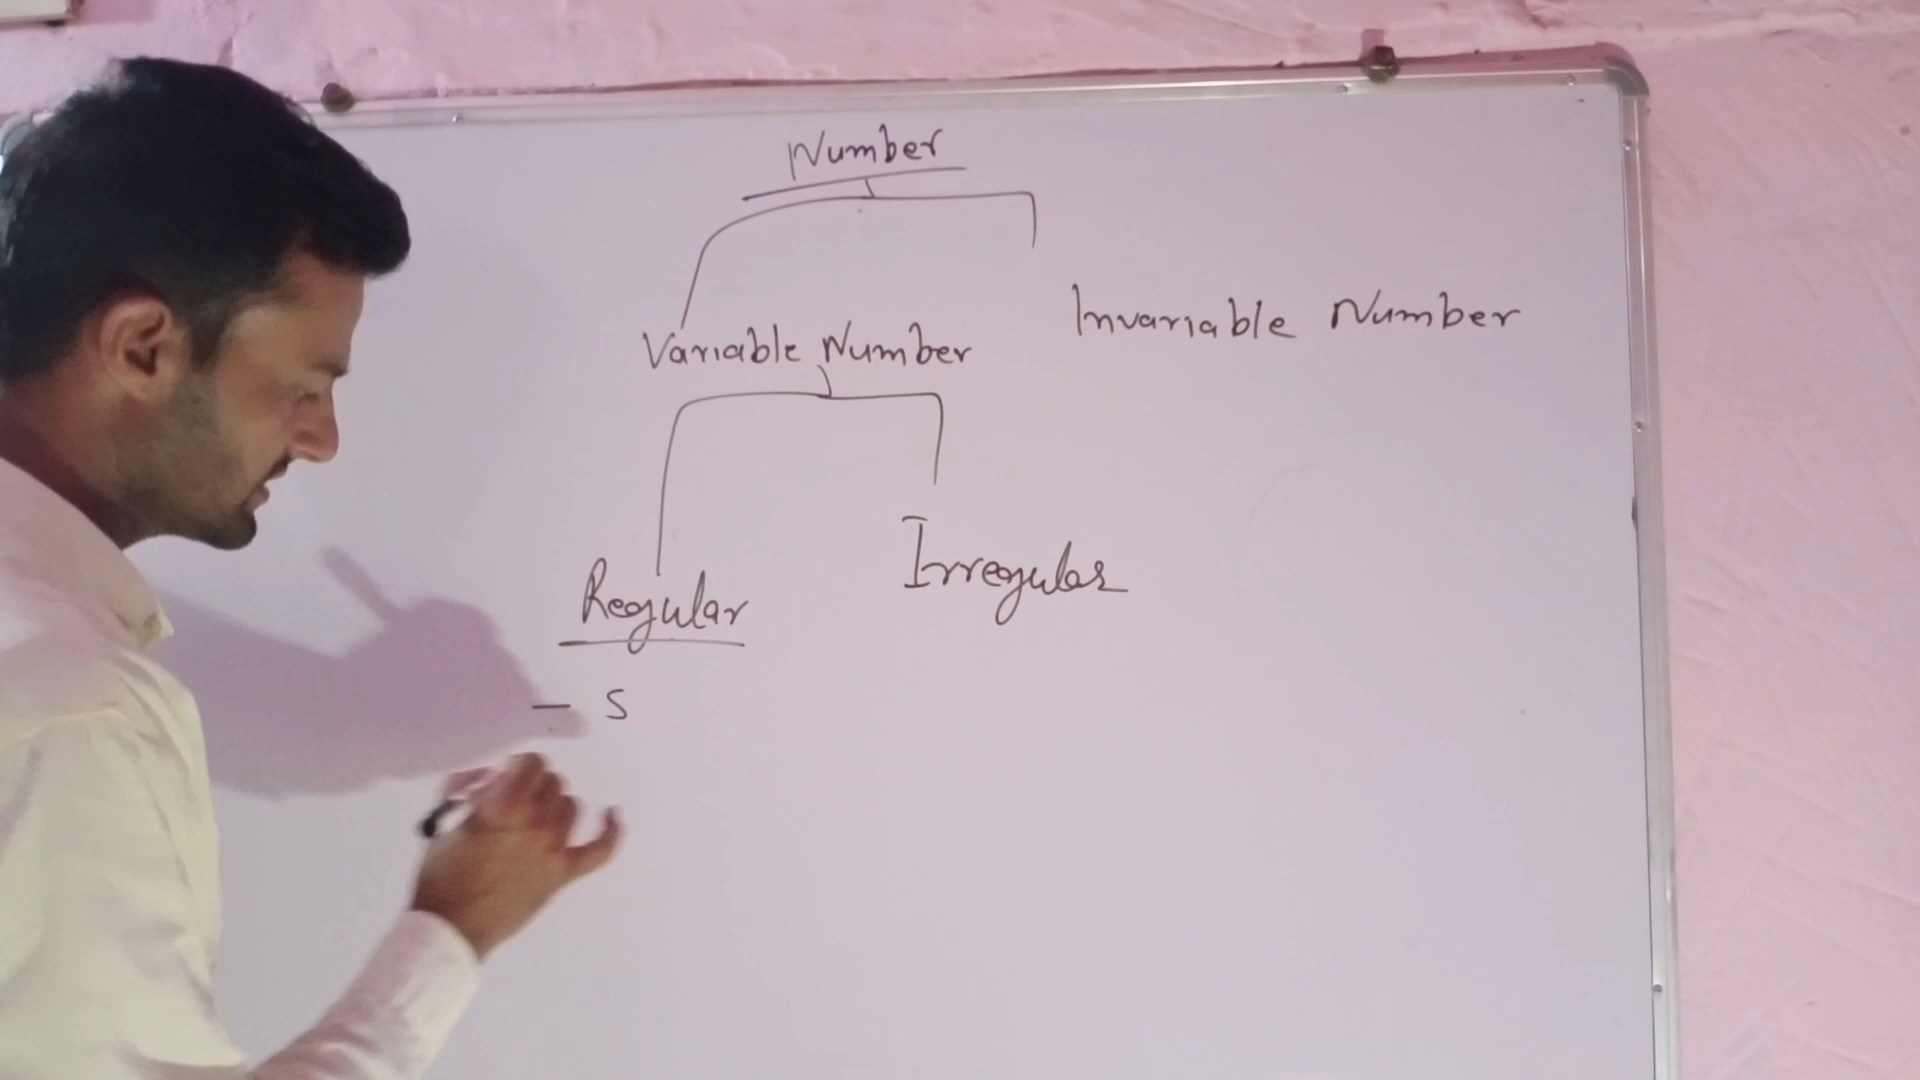 Number
Variable Number
Invariable Number
Regular
Irregular
— s